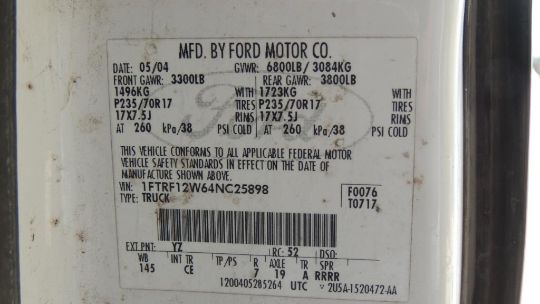 MFD. BY FORD MOTOR CO.
DATE: 05/04 GVWR: 6800LB/ 3084KG
FRONT GAWR: 3300LB REAR GAWR: 3800LB
1496KG WITH 1723KG WITH
P235/70R17 TIRES P235/70R17 TIRES
17X7.5J RIMS 17X7.5J RIMS
AT 260 kPa/38 PSI COLD AT 260 kPa/38 PSI COLD
THIS VEHICLE CONFORMS TO ALL APPLICABLE FEDERAL MOTOR
VEHICLE SAFETY STANDARDS IN EFFECT ON THE DATE OF
MANUFACTURE SHOWN ABOVE.
VIN: 1FTRF12W64NC25898 F0076
TYPE: TRUCK T0717
EXT PNT: YZ RC: 52 DSO:
WB INT TR TP/PS R AXLE TR SPR
145 CE 7 19 A RRRR
1200405285264 UTC 2U5A-1520472-AA
Ford